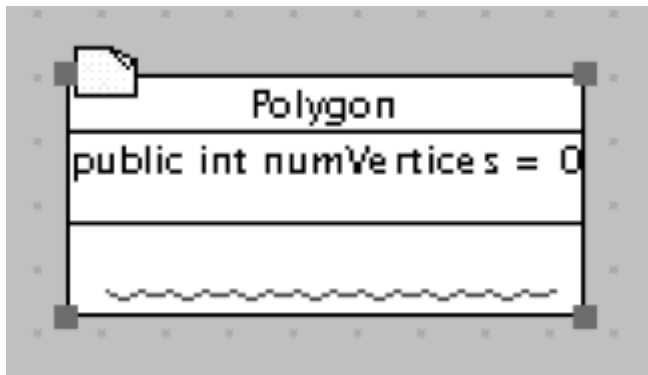 Polygon
public int numVertices = 0